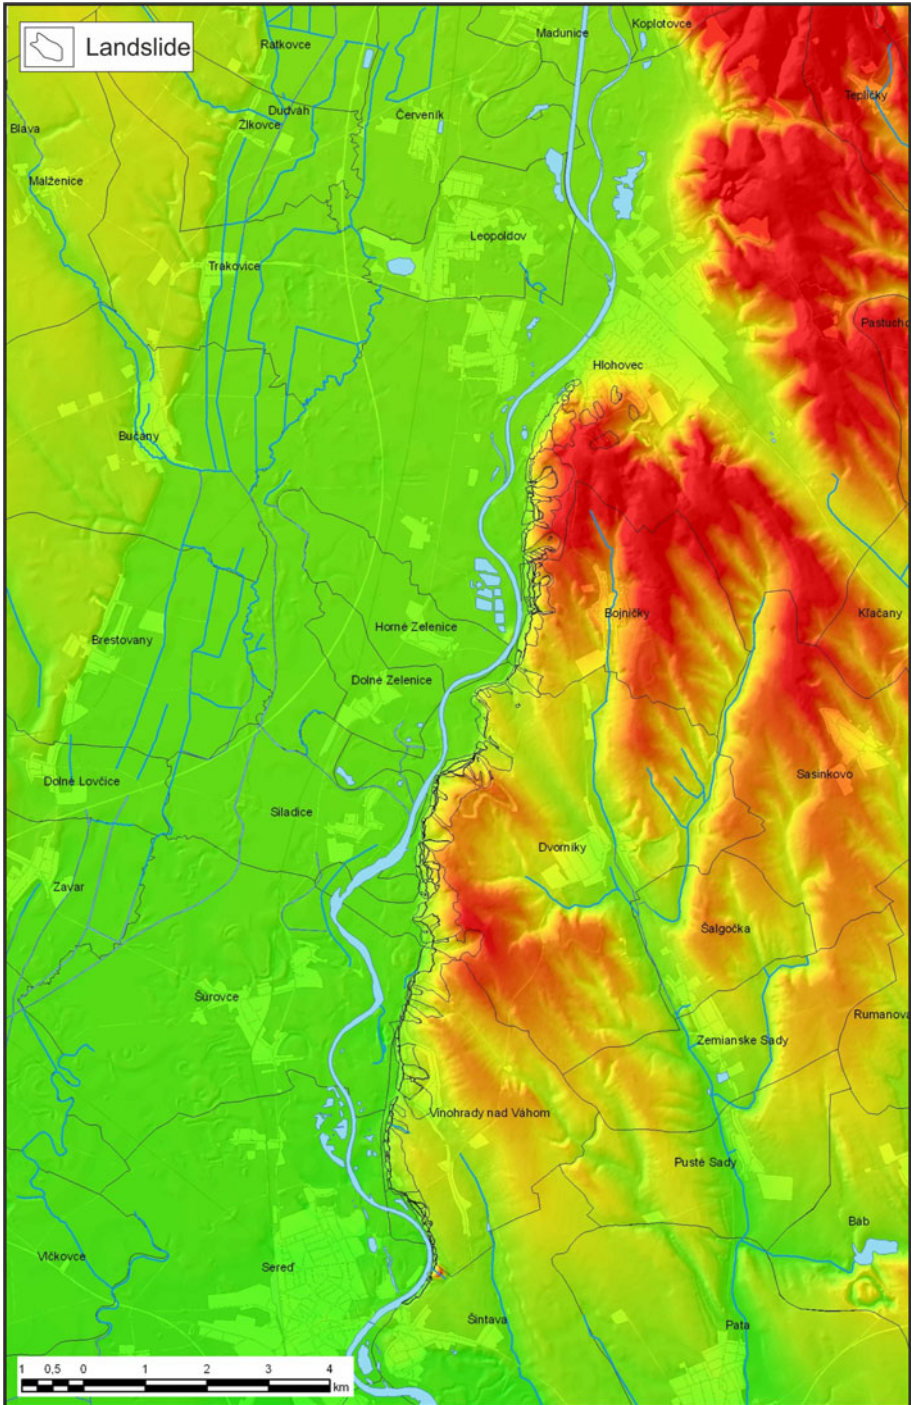 Landslide
Koplotovce
Madunice
Ratkovce
Tepličky
Dudváh
Žlkovce
Červeník
Blava
Malženice
Leopoldov
Trakovice
Pastucho
Hlohovec
Bučany
Bojničky
Kľačany
Horné Zelenice
Brestovany
Dolné Zelenice
Sasinkovo
Dolné Lovčice
Siladice
Dvorníky
Zavar
Šalgočka
Šúrovce
Rumanova
Zemianske Sady
Vinohrady nad Váhom
Pusté Sady
Báb
Vlčkovce
Sereď
Šintava
Pata
1 0,5 0 1 2 3 4
km